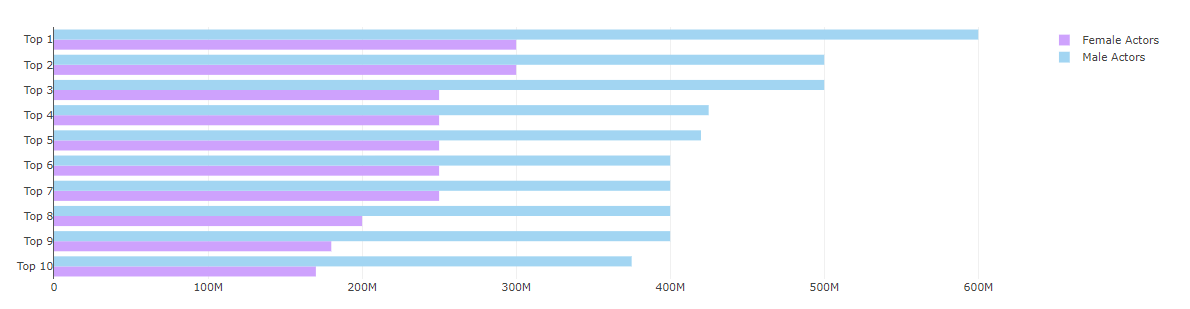 Top 1
Top 2
Top 3
Top 4
Top 5
Top 6
Top 7
Top 8
Top 9
Top 10
0 100M 200M 300M 400M 500M 600M
Female Actors
Male Actors